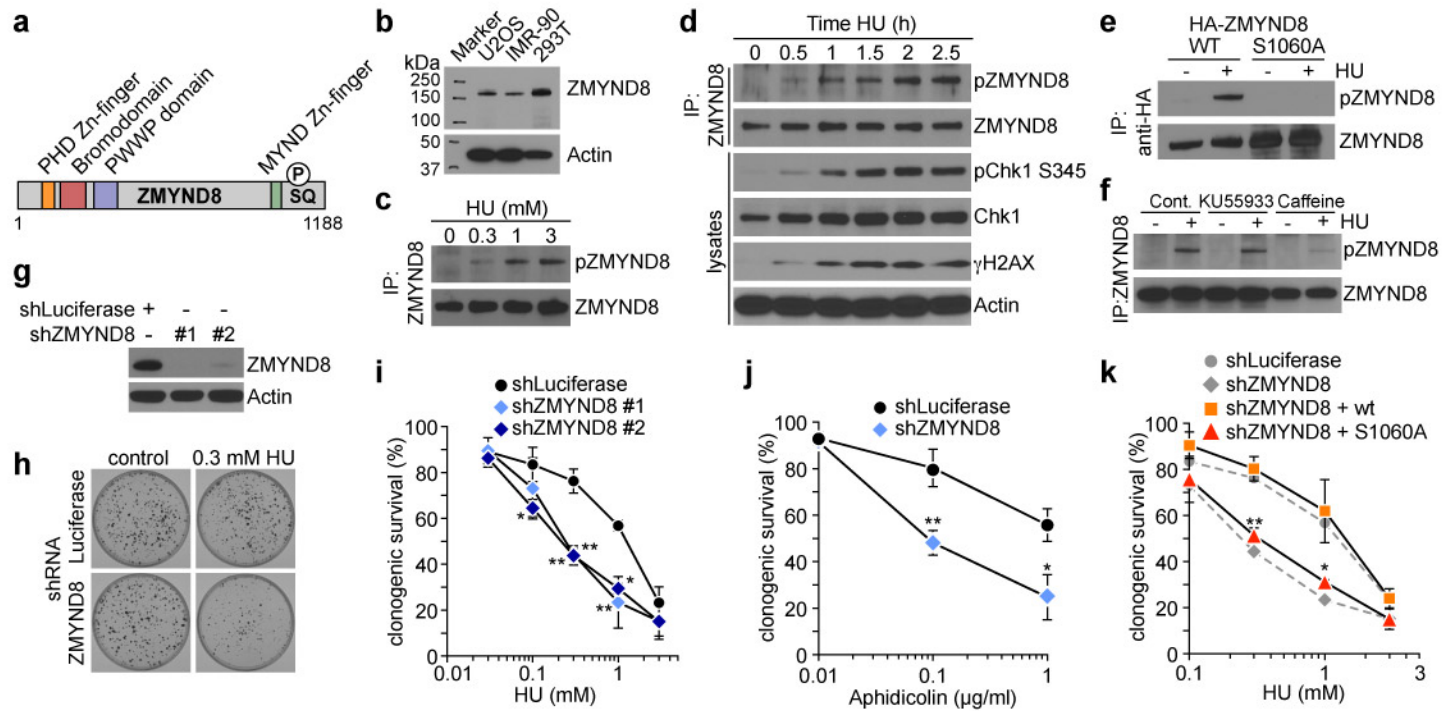 a
PHD Zn-finger
Bromodomain
PWWP domain
MYND Zn-finger
P
ZMYND8
SQ
1
1188
b
Marker
U2OS
IMR-90
293T
kDa
250
150
100
50
37
ZMYND8
Actin
c
HU (mM)
0 0.3 1 3
IP:
ZMYND8
pZMYND8
ZMYND8
d
Time HU (h)
0 0.5 1 1.5 2 2.5
IP:
ZMYND8
pZMYND8
ZMYND8
lysates
pChk1 S345
Chk1
γH2AX
Actin
e
HA-ZMYND8
WT S1060A
- + - + HU
IP:
anti-HA
pZMYND8
ZMYND8
f
Cont. KU55933 Caffeine
- + - + - + HU
IP:ZMYND8
pZMYND8
ZMYND8
g
shLuciferase + - -
shZMYND8 - #1 #2
ZMYND8
Actin
h
control 0.3 mM HU
shRNA
Luciferase
ZMYND8
i
shLuciferase
shZMYND8 #1
shZMYND8 #2
clonogenic survival (%)
100
80
60
40
20
0
* ** ** ** *
0.01 0.1 1
HU (mM)
j
shLuciferase
shZMYND8
clonogenic survival (%)
100
80
60
40
20
0
**
*
0.01 0.1 1
Aphidicolin (µg/ml)
k
shLuciferase
shZMYND8
shZMYND8 + wt
shZMYND8 + S1060A
clonogenic survival (%)
100
80
60
40
20
0
**
*
0.1 1 3
HU (mM)